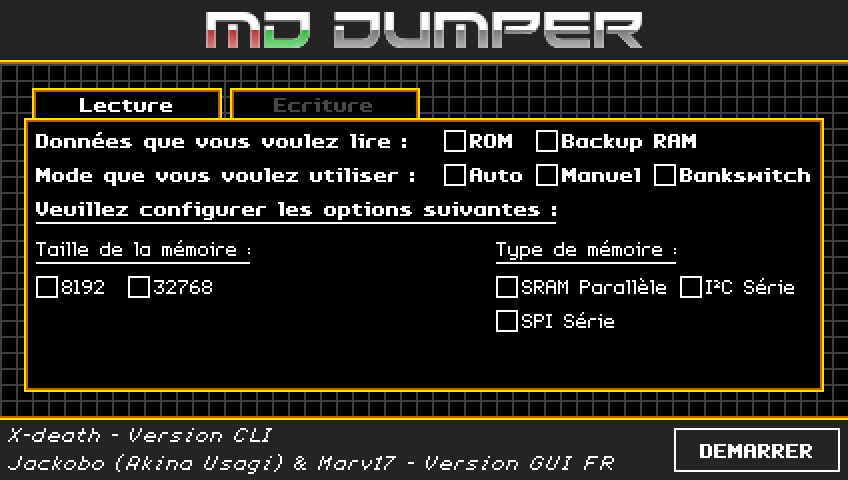 MD DUMPER
Lecture Ecriture
Données que vous voulez lire : ROM Backup RAM
Mode que vous voulez utiliser : Auto Manuel Bankswitch
Veuillez configurer les options suivantes :
Taille de la mémoire : Type de mémoire :
8192 32768 SRAM Parallèle I²C Série
SPI Série
X-death - Version CLI
Jackobo (Akina Usagi) & Marv17 - Version GUI FR
DEMARRER